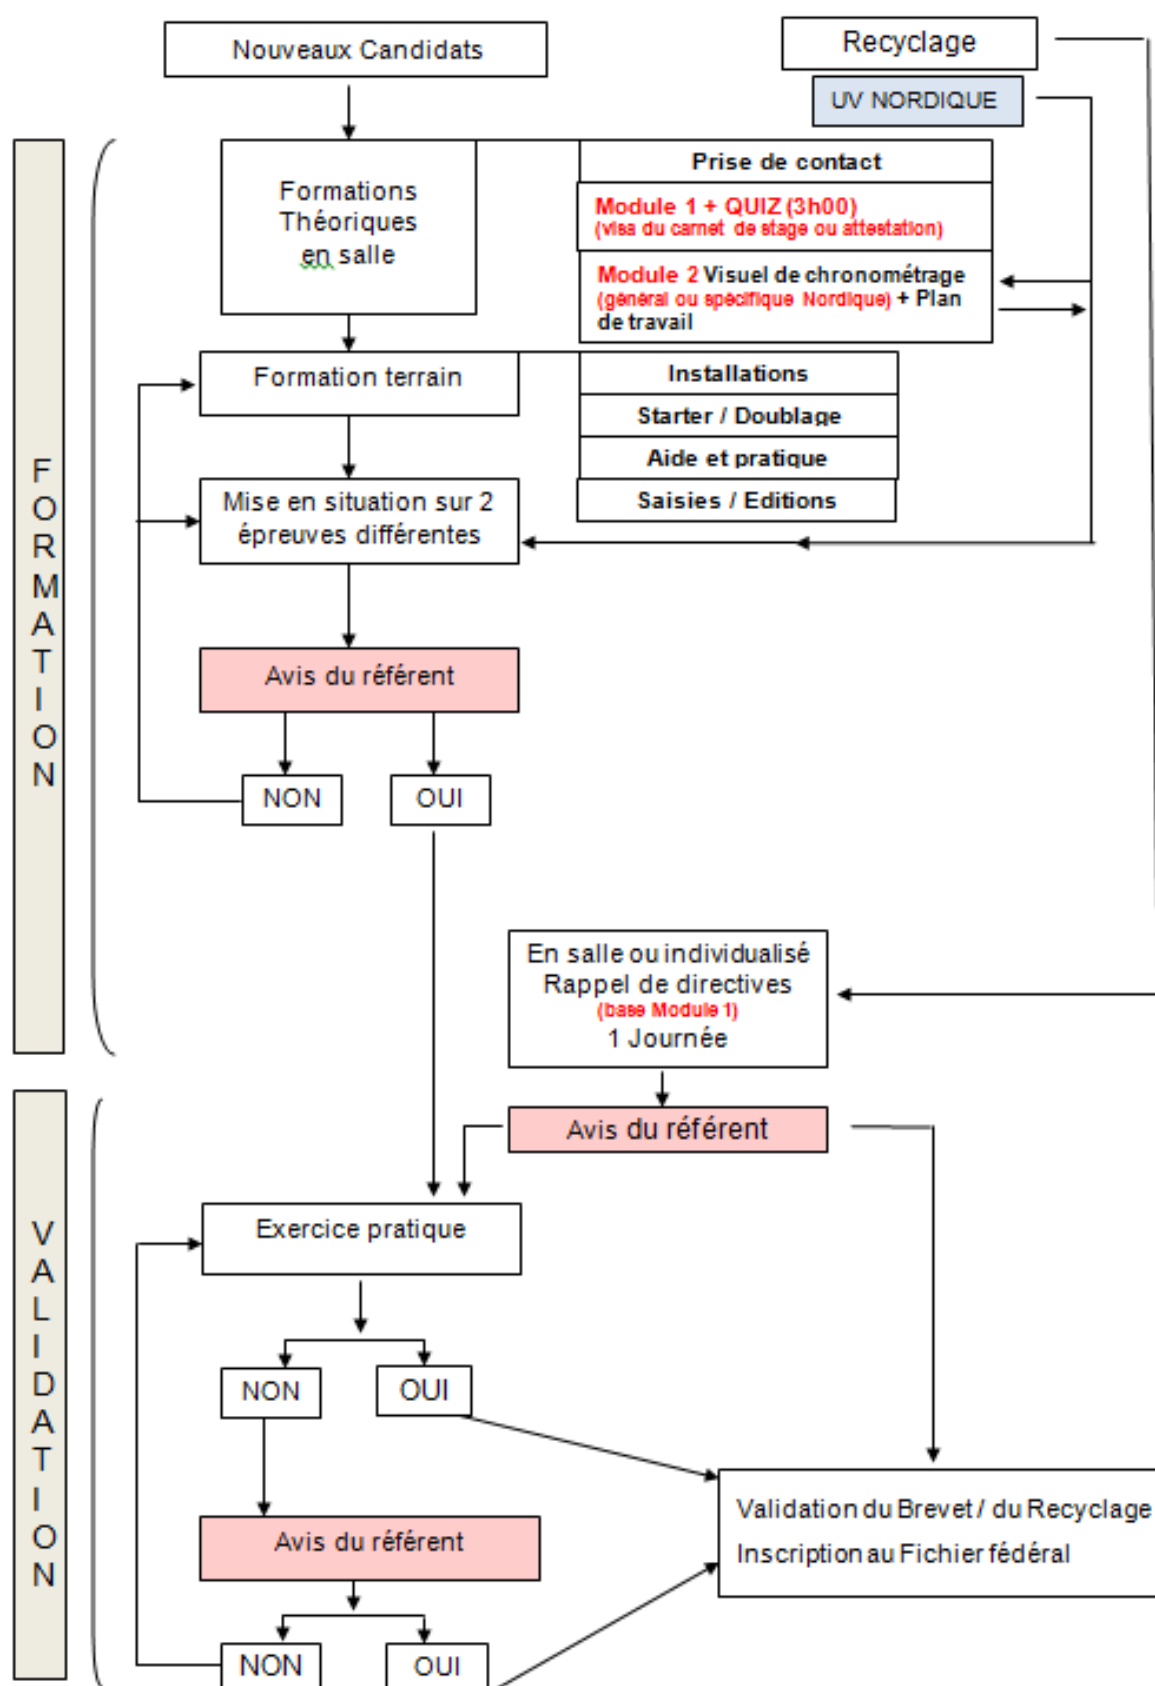 Nouveaux Candidats
Recyclage
UV NORDIQUE
FORMATION
Formations
Théoriques
en salle
Prise de contact
Module 1 + QUIZ (3h00)
(visa du carnet de stage ou attestation)
Module 2 Visuel de chronométrage
(général ou spécifique Nordique) + Plan
de travail
Formation terrain
Installations
Starter / Doublage
Aide et pratique
Saisies / Editions
Mise en situation sur 2
épreuves différentes
Avis du référent
NON
OUI
En salle ou individualisé
Rappel de directives
(base Module 1)
1 Journée
Avis du référent
VALIDATION
Exercice pratique
NON
OUI
Avis du référent
Validation du Brevet / du Recyclage
Inscription au Fichier fédéral
NON
OUI